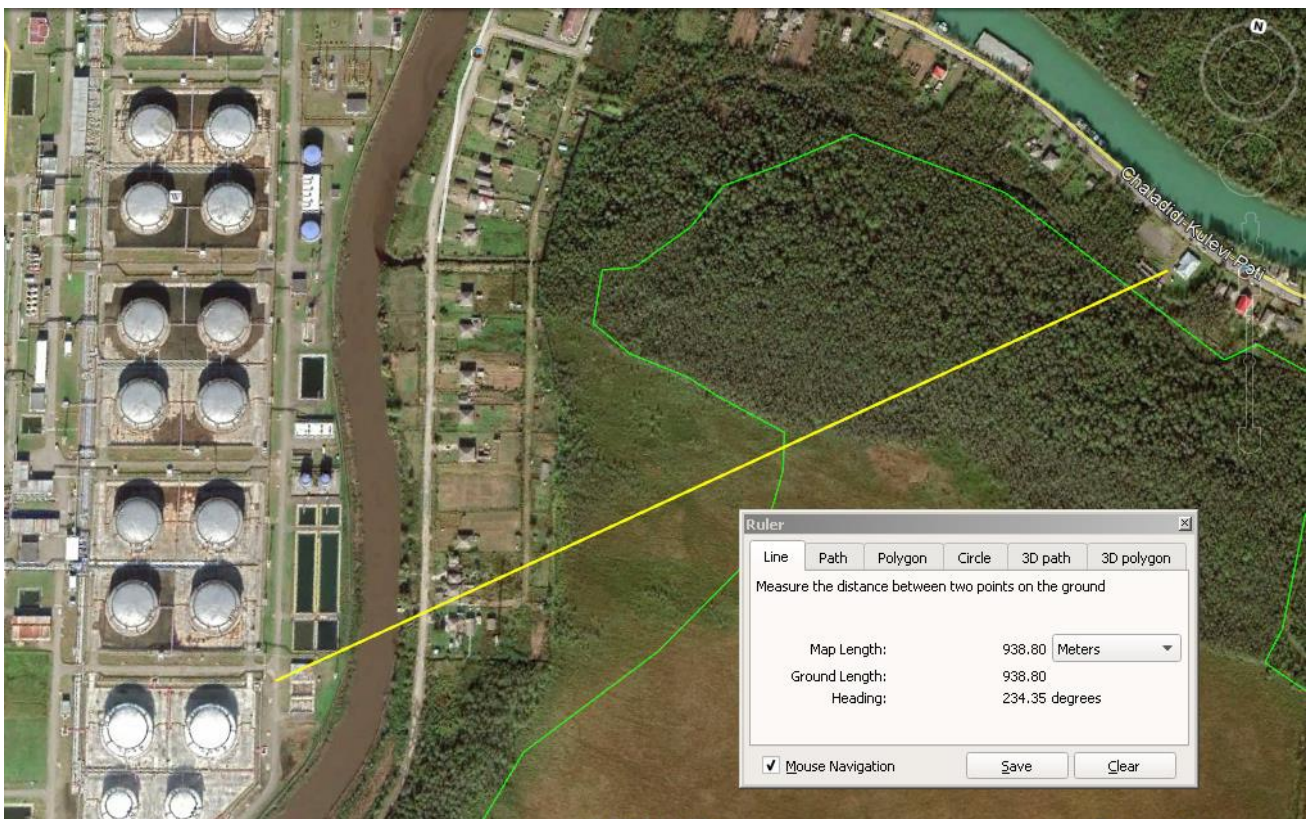 N
Chaladidi-Kulevi-Poti
Ruler
Line Path Polygon Circle 3D path 3D polygon
Measure the distance between two points on the ground
Map Length: 938.80 Meters
Ground Length: 938.80
Heading: 234.35 degrees
Mouse Navigation Save Clear